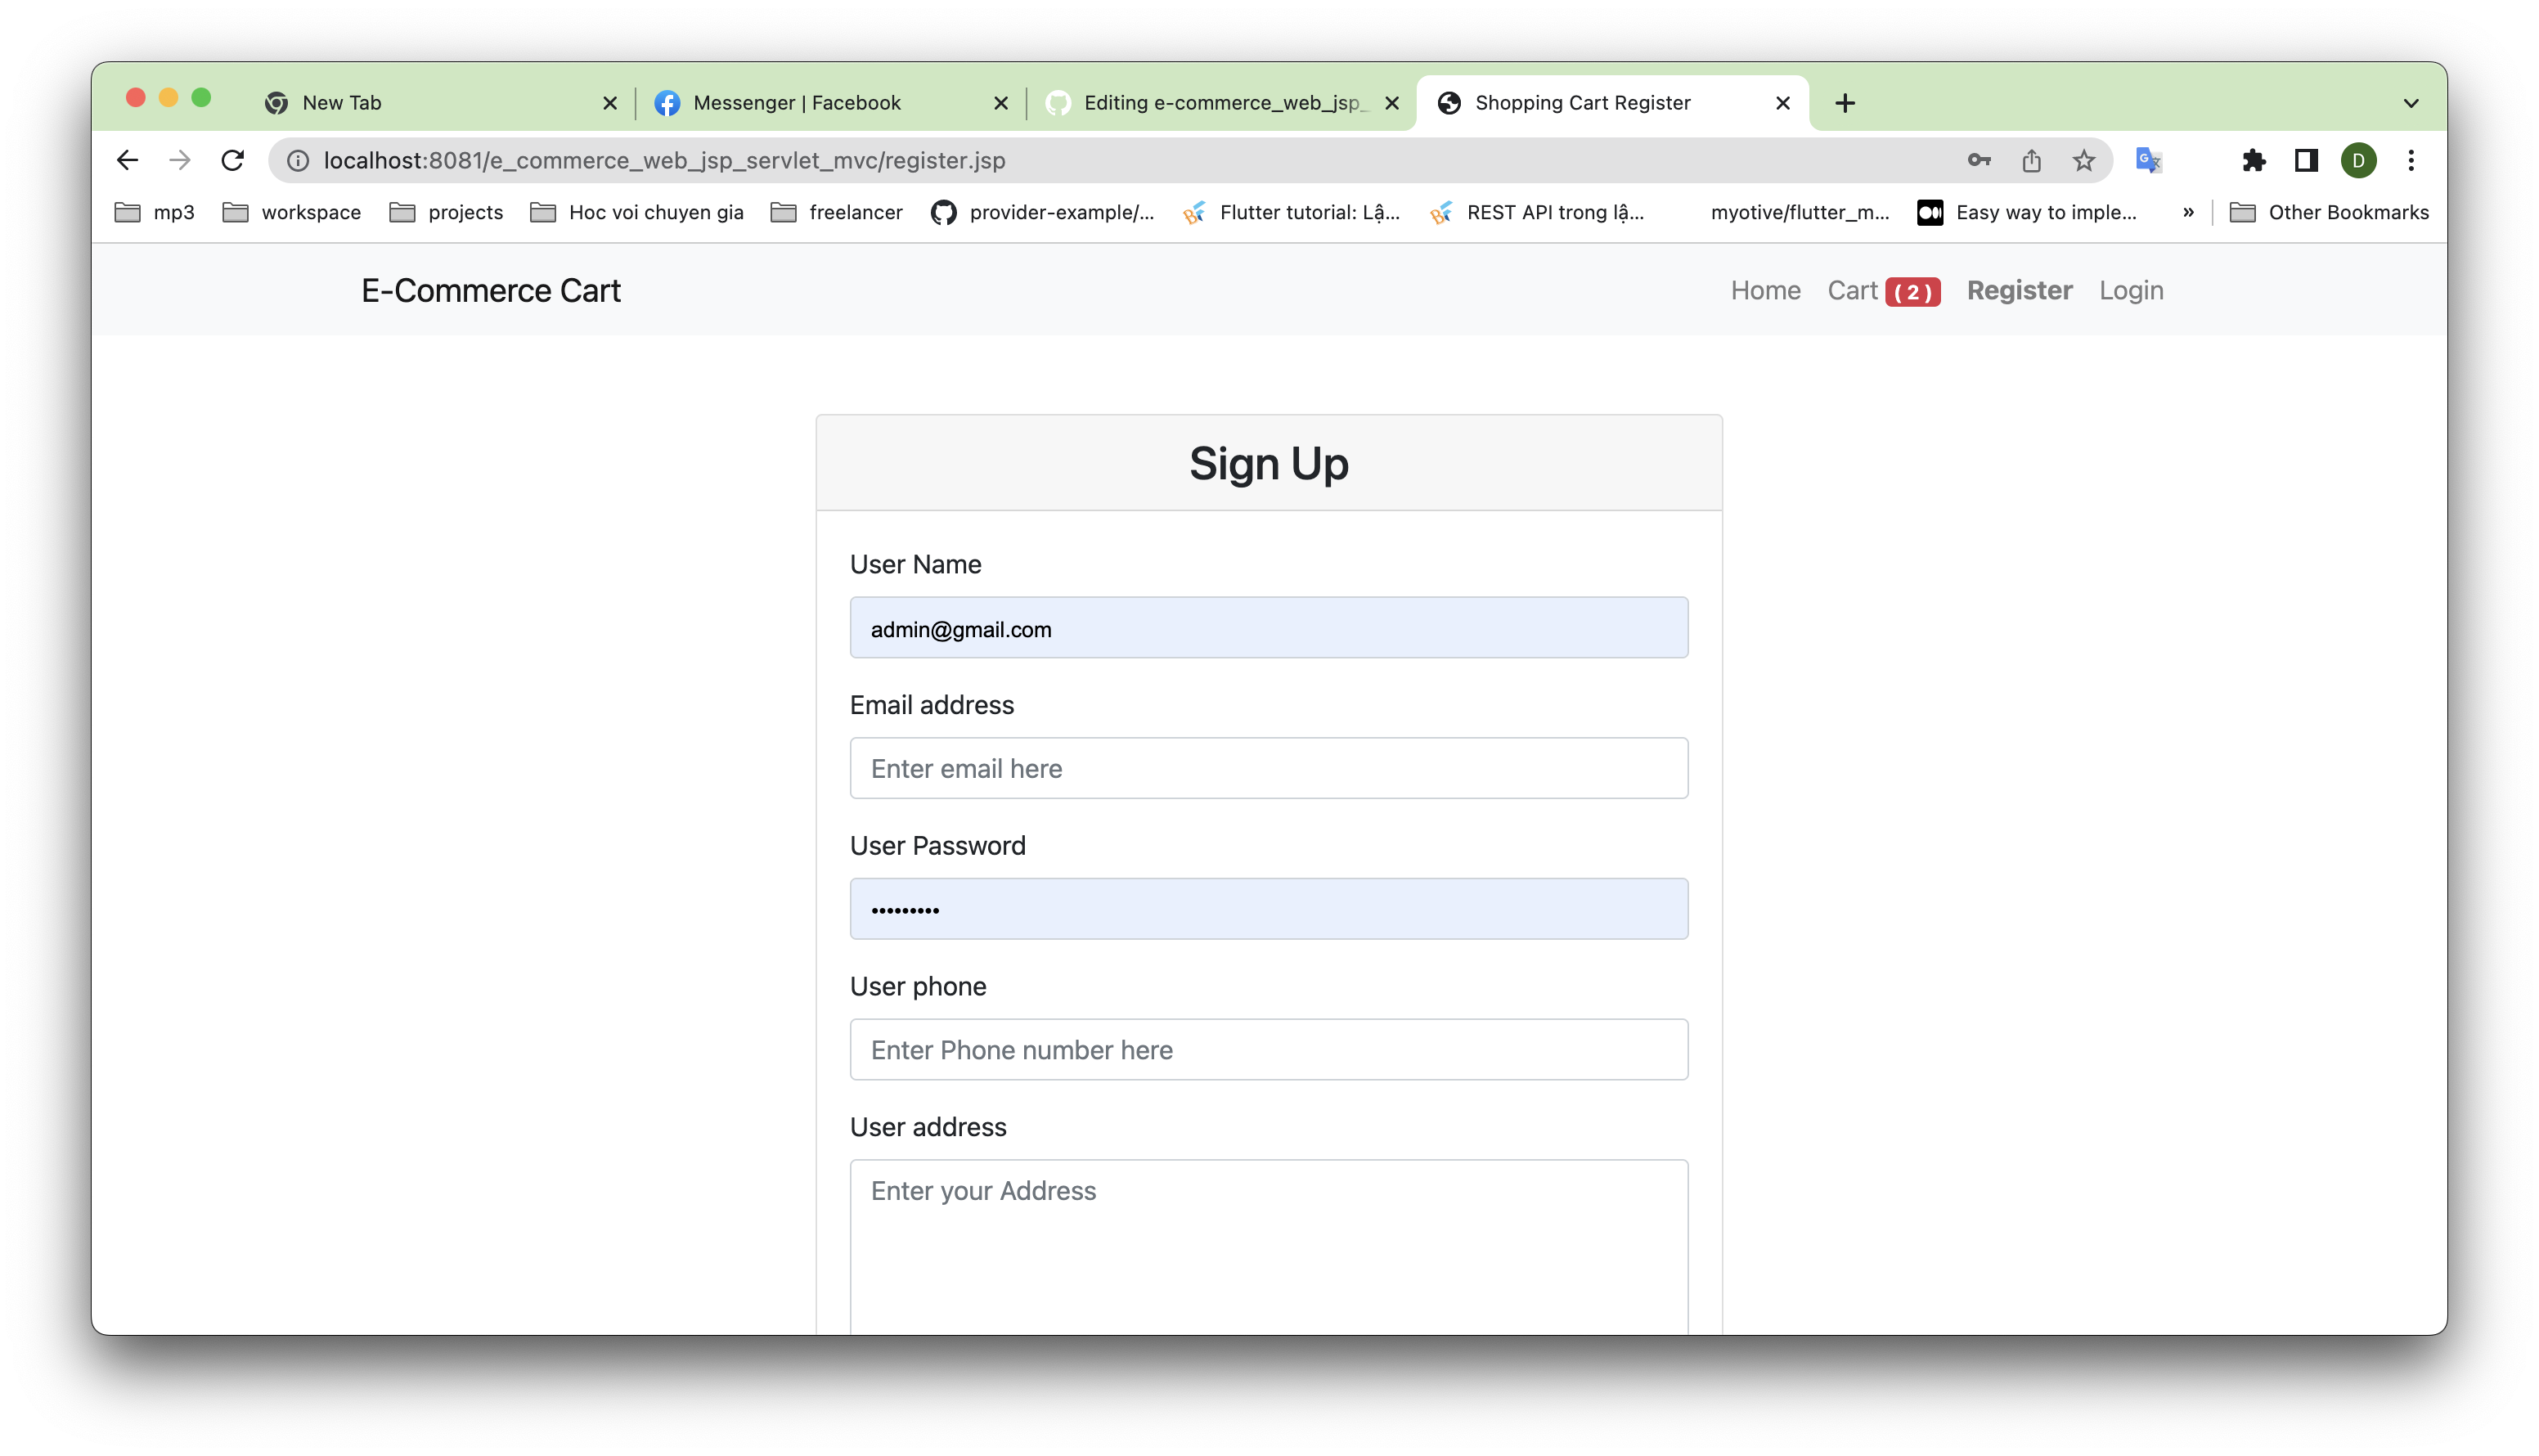 New Tab
Messenger | Facebook
Editing e-commerce_web_jsp_
Shopping Cart Register
localhost:8081/e_commerce_web_jsp_servlet_mvc/register.jsp
D
mp3 workspace projects Hoc voi chuyen gia freelancer provider-example/... Flutter tutorial: Lậ... REST API trong lậ... myotive/flutter_m... Easy way to imple... » Other Bookmarks
E-Commerce Cart
Home Cart ( 2 ) Register Login
Sign Up
User Name
admin@gmail.com
Email address
Enter email here
User Password
•••••••••
User phone
Enter Phone number here
User address
Enter your Address